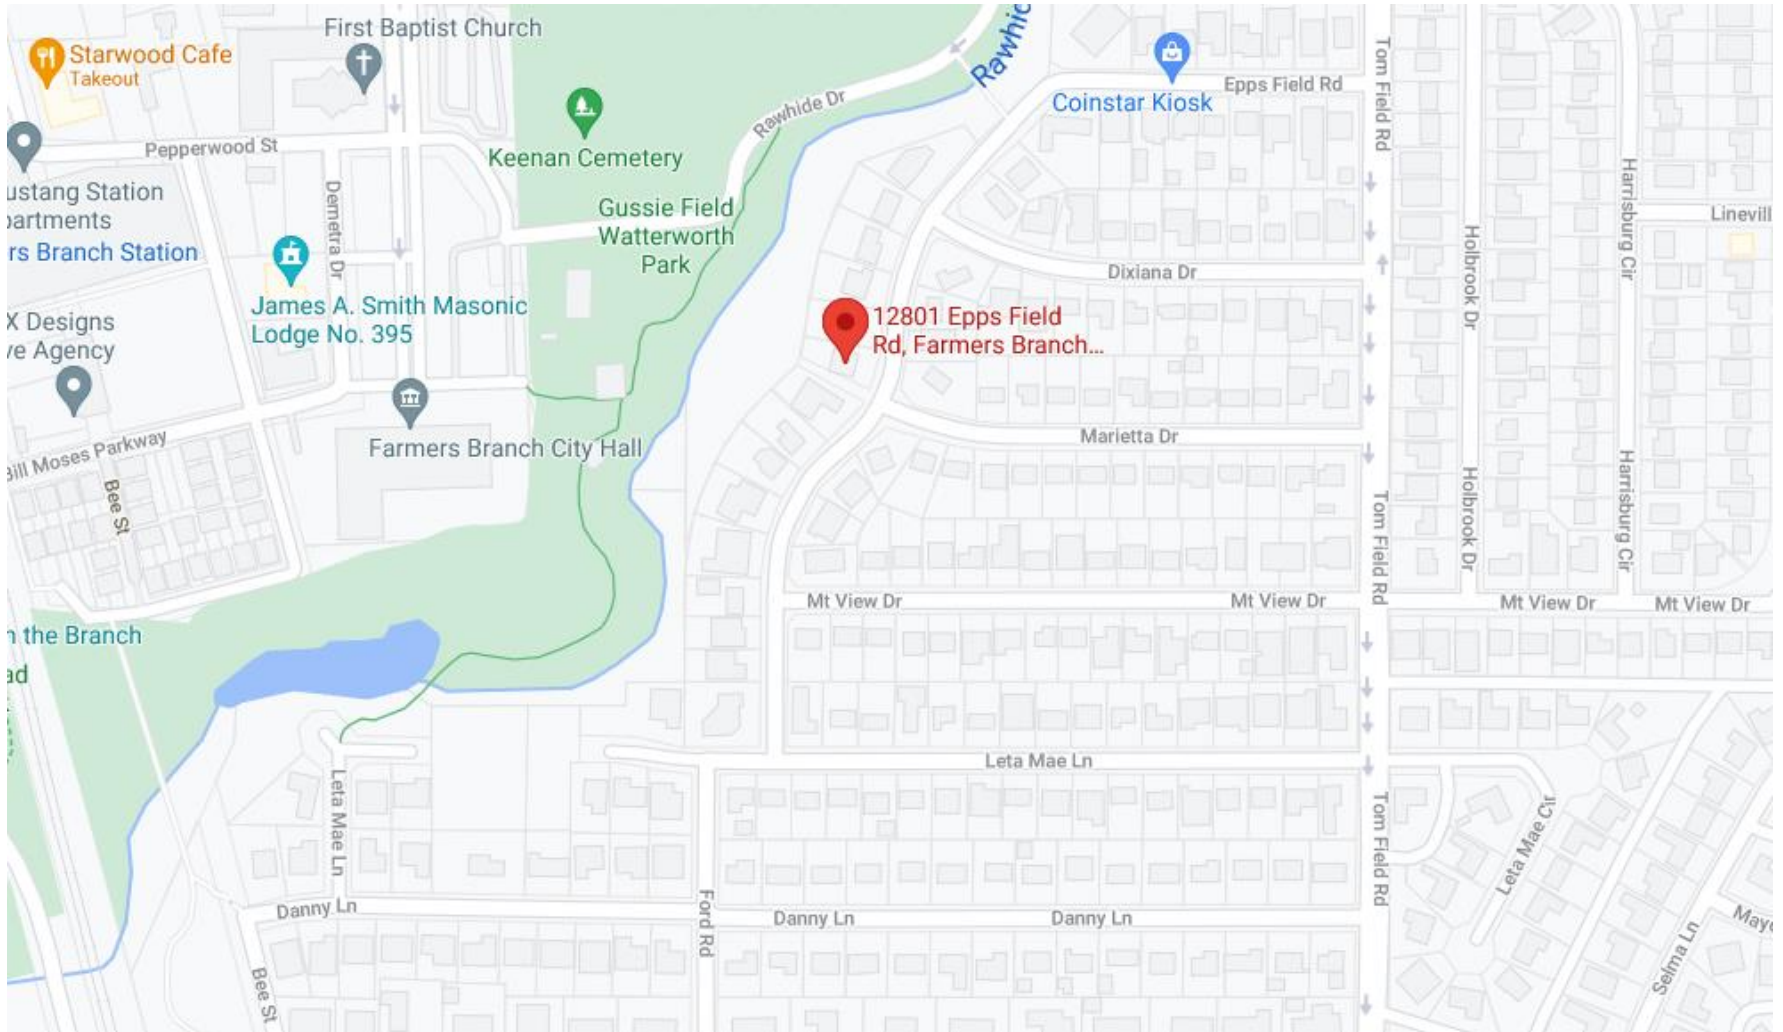 First Baptist Church
Starwood Cafe
Takeout
Rawhid
Coinstar Kiosk
Epps Field Rd
Tom Field Rd
Rawhide Dr
Pepperwood St
Keenan Cemetery
ustang Station
partments
rs Branch Station
Demetra Dr
Gussie Field
Watterworth
Park
Harrisburg Cir
Linevill
Holbrook Dr
Dixiana Dr
James A. Smith Masonic
Lodge No. 395
X Designs
ve Agency
12801 Epps Field
Rd, Farmers Branch...
Farmers Branch City Hall
Bill Moses Parkway
Bee St
Marietta Dr
Tom Field Rd
Holbrook Dr
Harrisburg Cir
Mt View Dr
Mt View Dr
Mt View Dr
Mt View Dr
n the Branch
ad
Leta Mae Ln
Leta Mae Ln
Tom Field Rd
Leta Mae Cir
Danny Ln
Ford Rd
Danny Ln
Danny Ln
Bee St
Selma Ln
Mayo